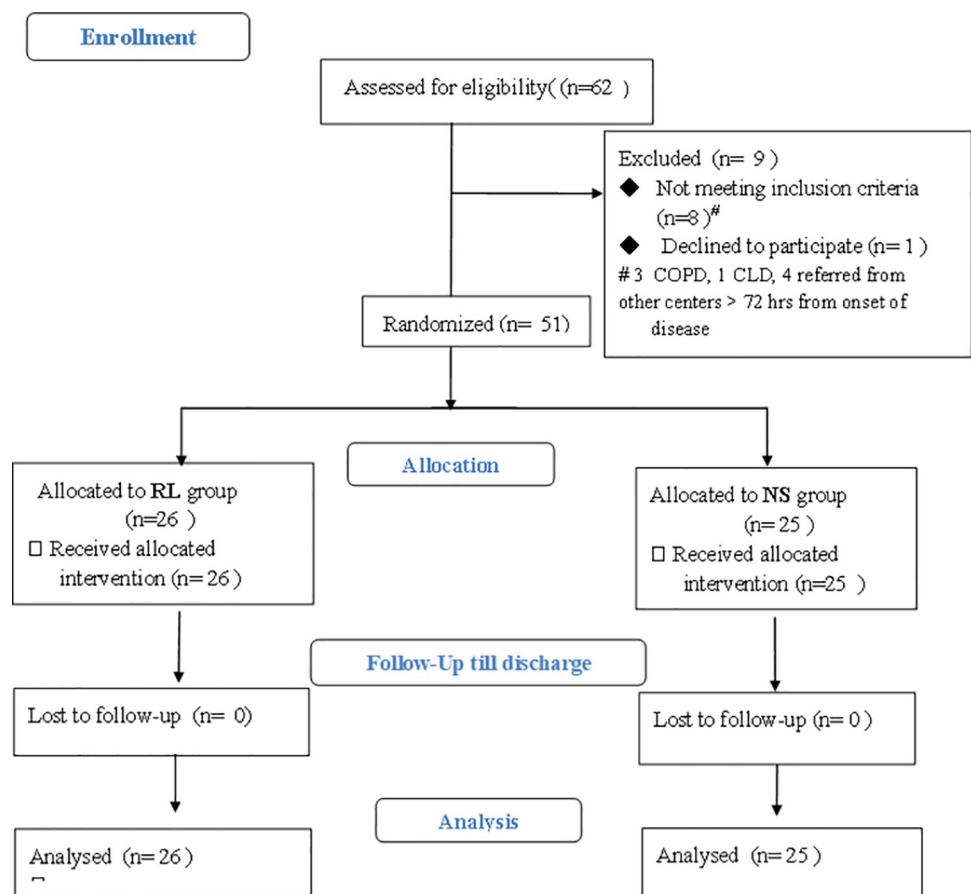 Enrollment
Assessed for eligibility( (n=62 )
Excluded (n= 9 )
◆ Not meeting inclusion criteria
(n=8)#
◆ Declined to participate (n= 1 )
# 3 COPD, 1 CLD, 4 referred from
other centers > 72 hrs from onset of
disease
Randomized (n= 51)
Allocation
Allocated to RL group
(n=26 )
□ Received allocated
intervention (n= 26 )
Allocated to NS group
(n= 25 )
□ Received allocated
intervention (n=25 )
Follow-Up till discharge
Lost to follow-up (n= 0)
Lost to follow-up (n= 0 )
Analysis
Analysed (n= 26 )
Analysed (n= 25 )